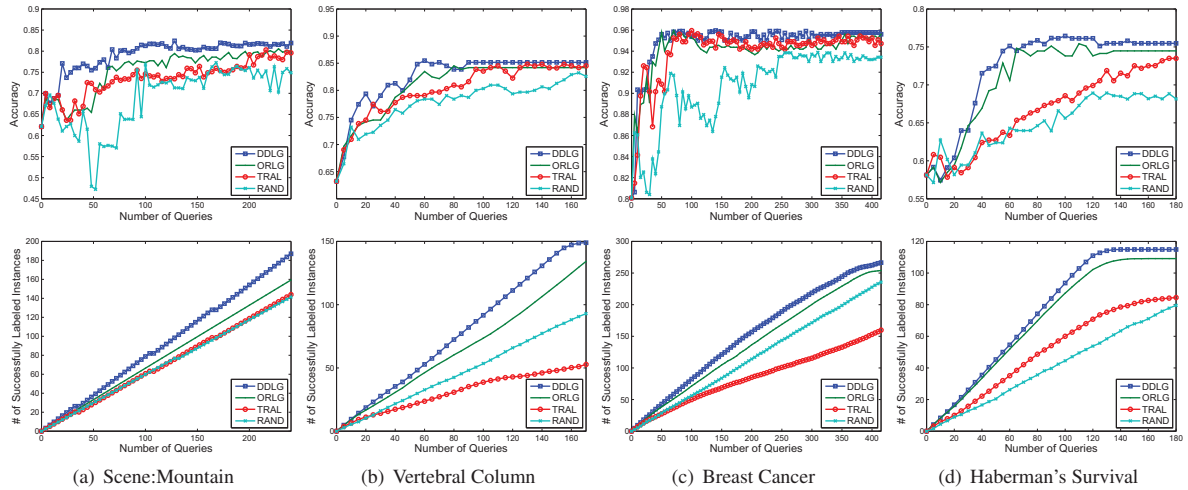 0.9
0.85
0.8
0.75
0.7
0.65
0.6
0.55
0.5
0.45
0 50 100 150 200
Accuracy
Number of Queries
DDLG
ORLG
TRAL
RAND
0.85
0.8
0.75
0.7
0.65
0 20 40 60 80 100 120 140 160
Accuracy
Number of Queries
DDLG
ORLG
TRAL
RAND
0.98
0.96
0.94
0.92
0.9
0.88
0.86
0.84
0.82
0.8
0 50 100 150 200 250 300 350 400
Accuracy
Number of Queries
DDLG
ORLG
TRAL
RAND
0.8
0.75
0.7
0.65
0.6
0.55
0 20 40 60 80 100 120 140 160 180
Accuracy
Number of Queries
DDLG
ORLG
TRAL
RAND
200
180
160
140
120
100
80
60
40
20
0
0 50 100 150 200
# of Successfully Labeled Instances
Number of Queries
DDLG
ORLG
TRAL
RAND
150
100
50
0
0 20 40 60 80 100 120 140 160
# of Successfully Labeled Instances
Number of Queries
DDLG
ORLG
TRAL
RAND
300
250
200
150
100
50
0
0 50 100 150 200 250 300 350 400
# of Successfully Labeled Instances
Number of Queries
DDLG
ORLG
TRAL
RAND
120
100
80
60
40
20
0
0 20 40 60 80 100 120 140 160 180
# of Successfully Labeled Instances
Number of Queries
DDLG
ORLG
TRAL
RAND
(a) Scene:Mountain
(b) Vertebral Column
(c) Breast Cancer
(d) Haberman's Survival